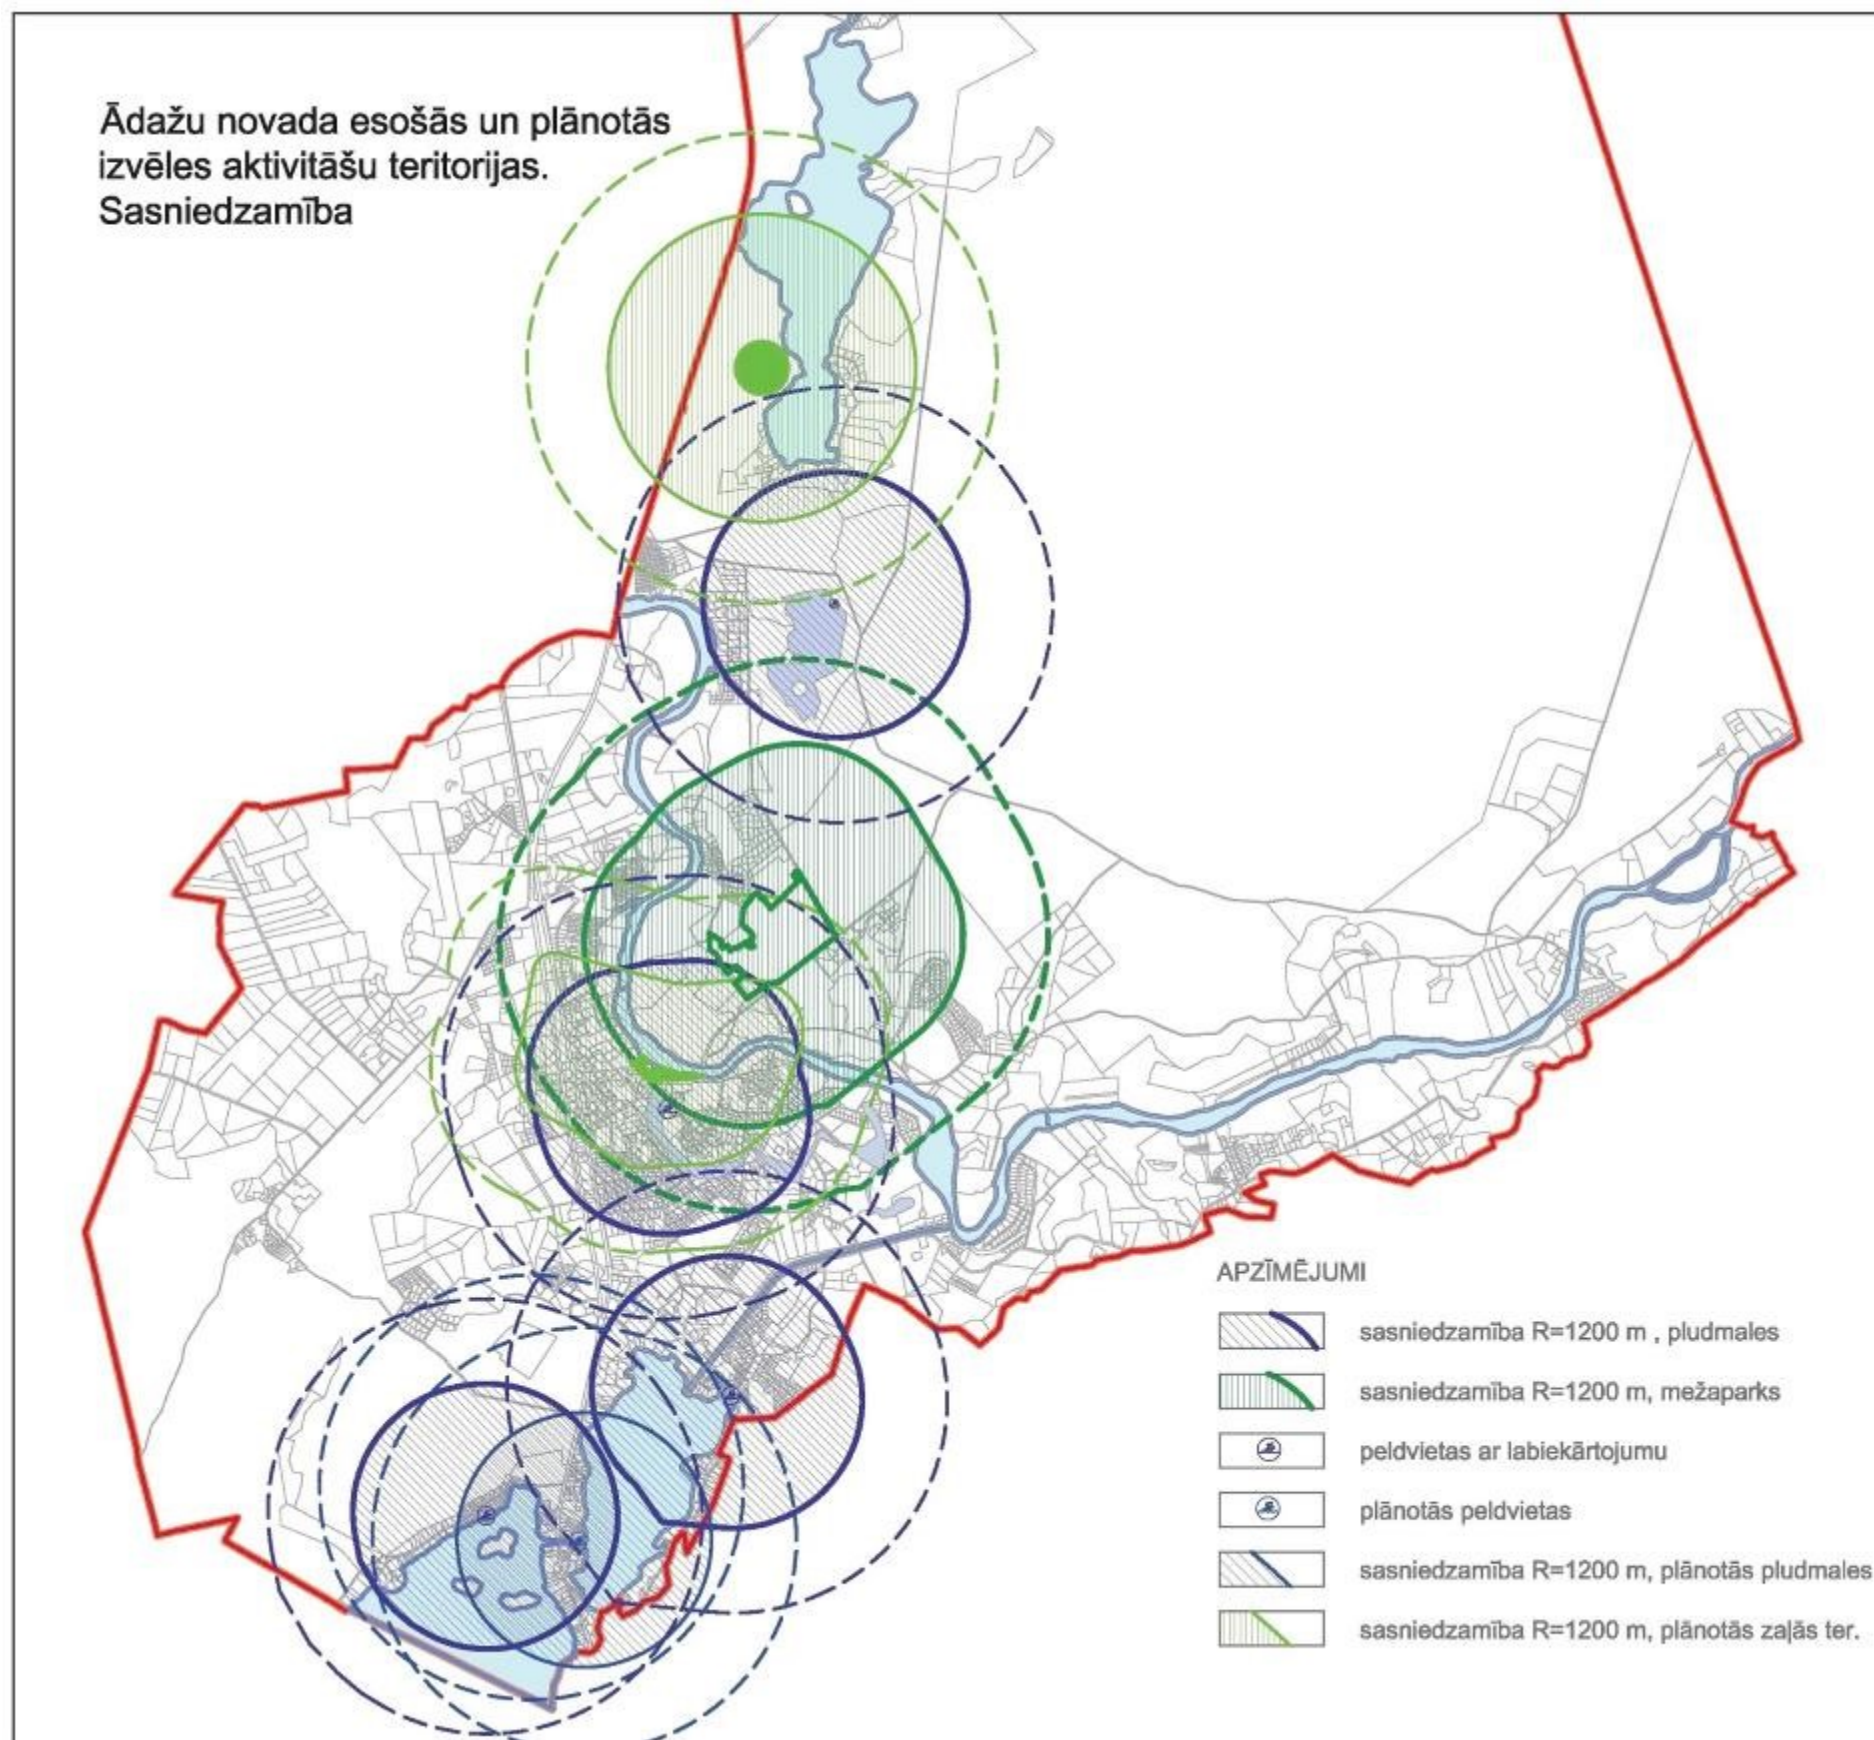 Ādažu novada esošās un plānotās
izvēles aktivitāšu teritorijas.
Sasniedzamība
APZĪMĒJUMI
sasniedzamība R=1200 m , pludmales
sasniedzamība R=1200 m, mežaparks
peldvietas ar labiekārtojumu
plānotās peldvietas
sasniedzamība R=1200 m, plānotās pludmales
sasniedzamība R=1200 m, plānotās zaļās ter.